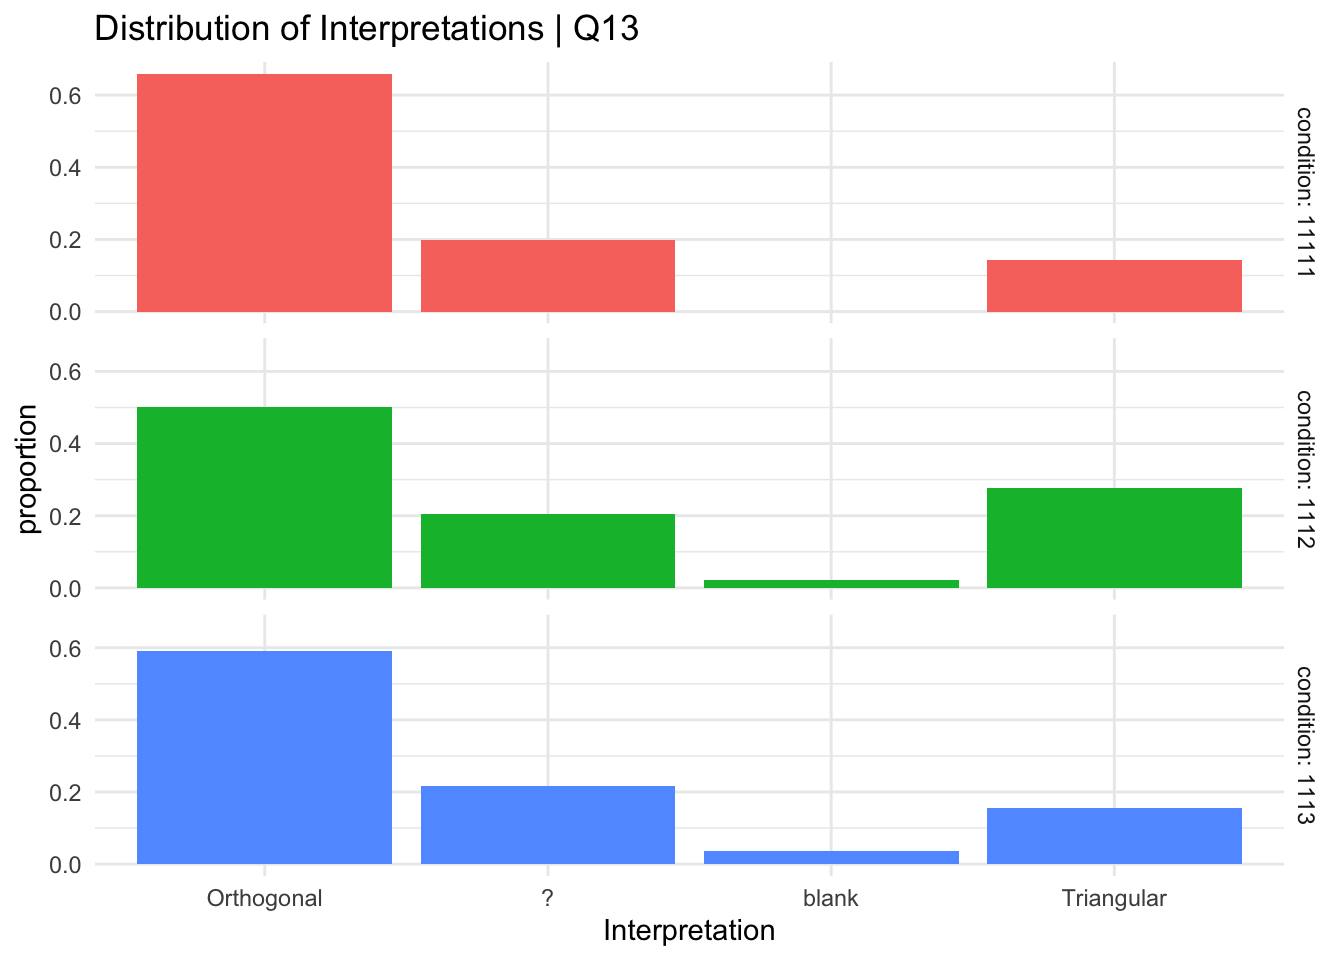 Distribution of Interpretations | Q13
0.6
0.4
0.2
0.0
condition: 11111
0.6
0.4
0.2
0.0
condition: 1112
0.6
0.4
0.2
0.0
condition: 1113
proportion
Orthogonal ? blank Triangular
Interpretation